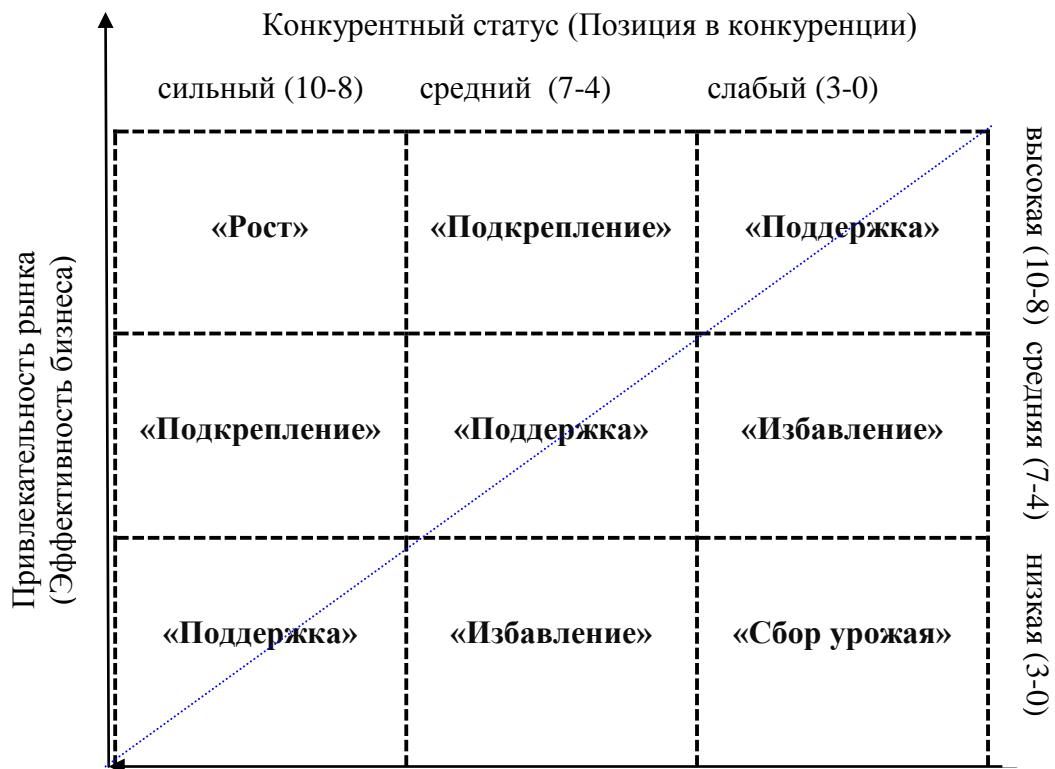 Конкурентный статус (Позиция в конкуренции)
сильный (10-8) средний (7-4) слабый (3-0)
«Рост» «Подкрепление» «Поддержка»
«Подкрепление» «Поддержка» «Избавление»
«Поддержка» «Избавление» «Сбор урожая»
Привлекательность рынка
(Эффективность бизнеса)
высокая (10-8) средняя (7-4) низкая (3-0)